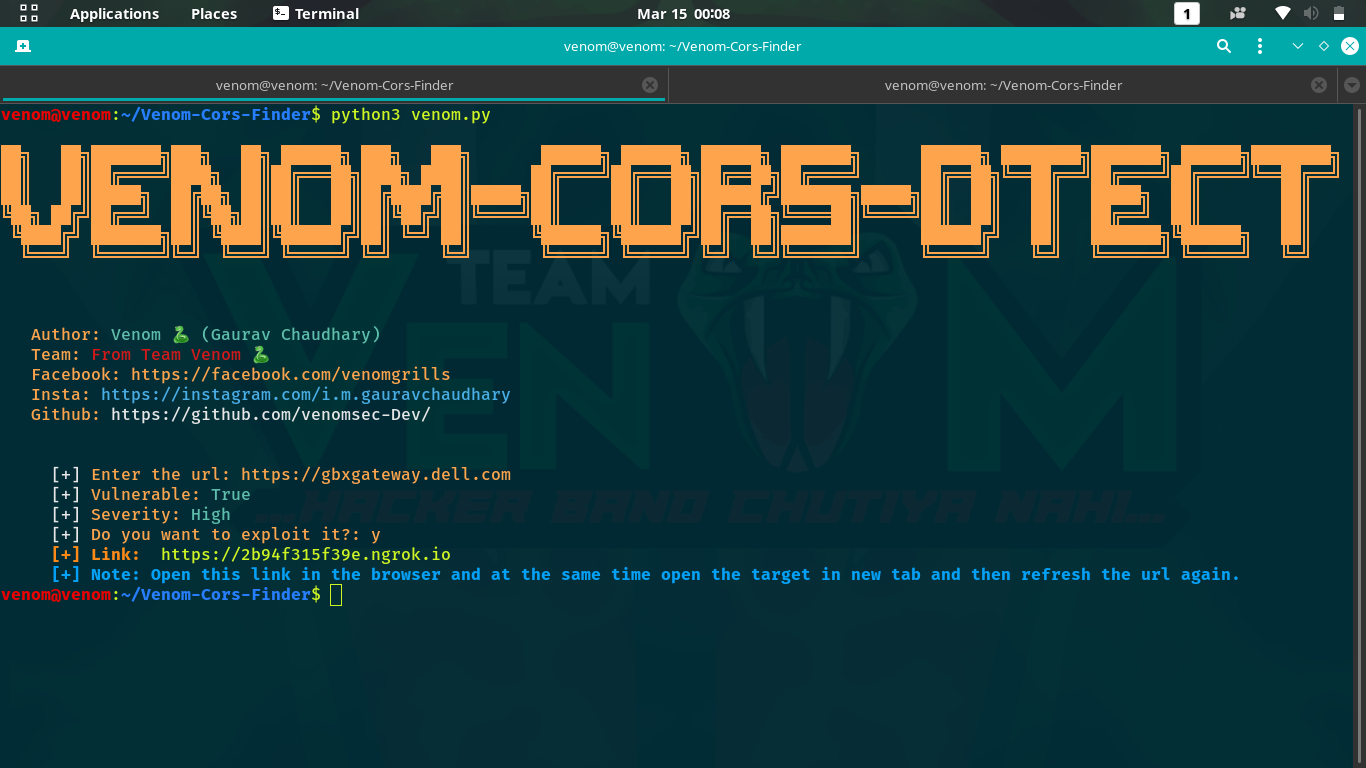 Applications Places Terminal Mar 15 00:08 1
venom@venom: ~/Venom-Cors-Finder
venom@venom: ~/Venom-Cors-Finder venom@venom: ~/Venom-Cors-Finder
venom@venom:~/Venom-Cors-Finder$ python3 venom.py
VENOM-CORS-DTECT
TEAM
VENOM
Author: Venom 🐍 (Gaurav Chaudhary)
Team: From Team Venom 🐍
Facebook: https://facebook.com/venomgrills
Insta: https://instagram.com/i.m.gauravchaudhary
Github: https://github.com/venomsec-Dev/
[+] Enter the url: https://gbxgateway.dell.com
[+] Vulnerable: True
[+] Severity: High
...HACKER BANO CHUTIYA NAHI...
[+] Do you want to exploit it?: y
[+] Link:  https://2b94f315f39e.ngrok.io
[+] Note: Open this link in the browser and at the same time open the target in new tab and then refresh the url again.
venom@venom:~/Venom-Cors-Finder$